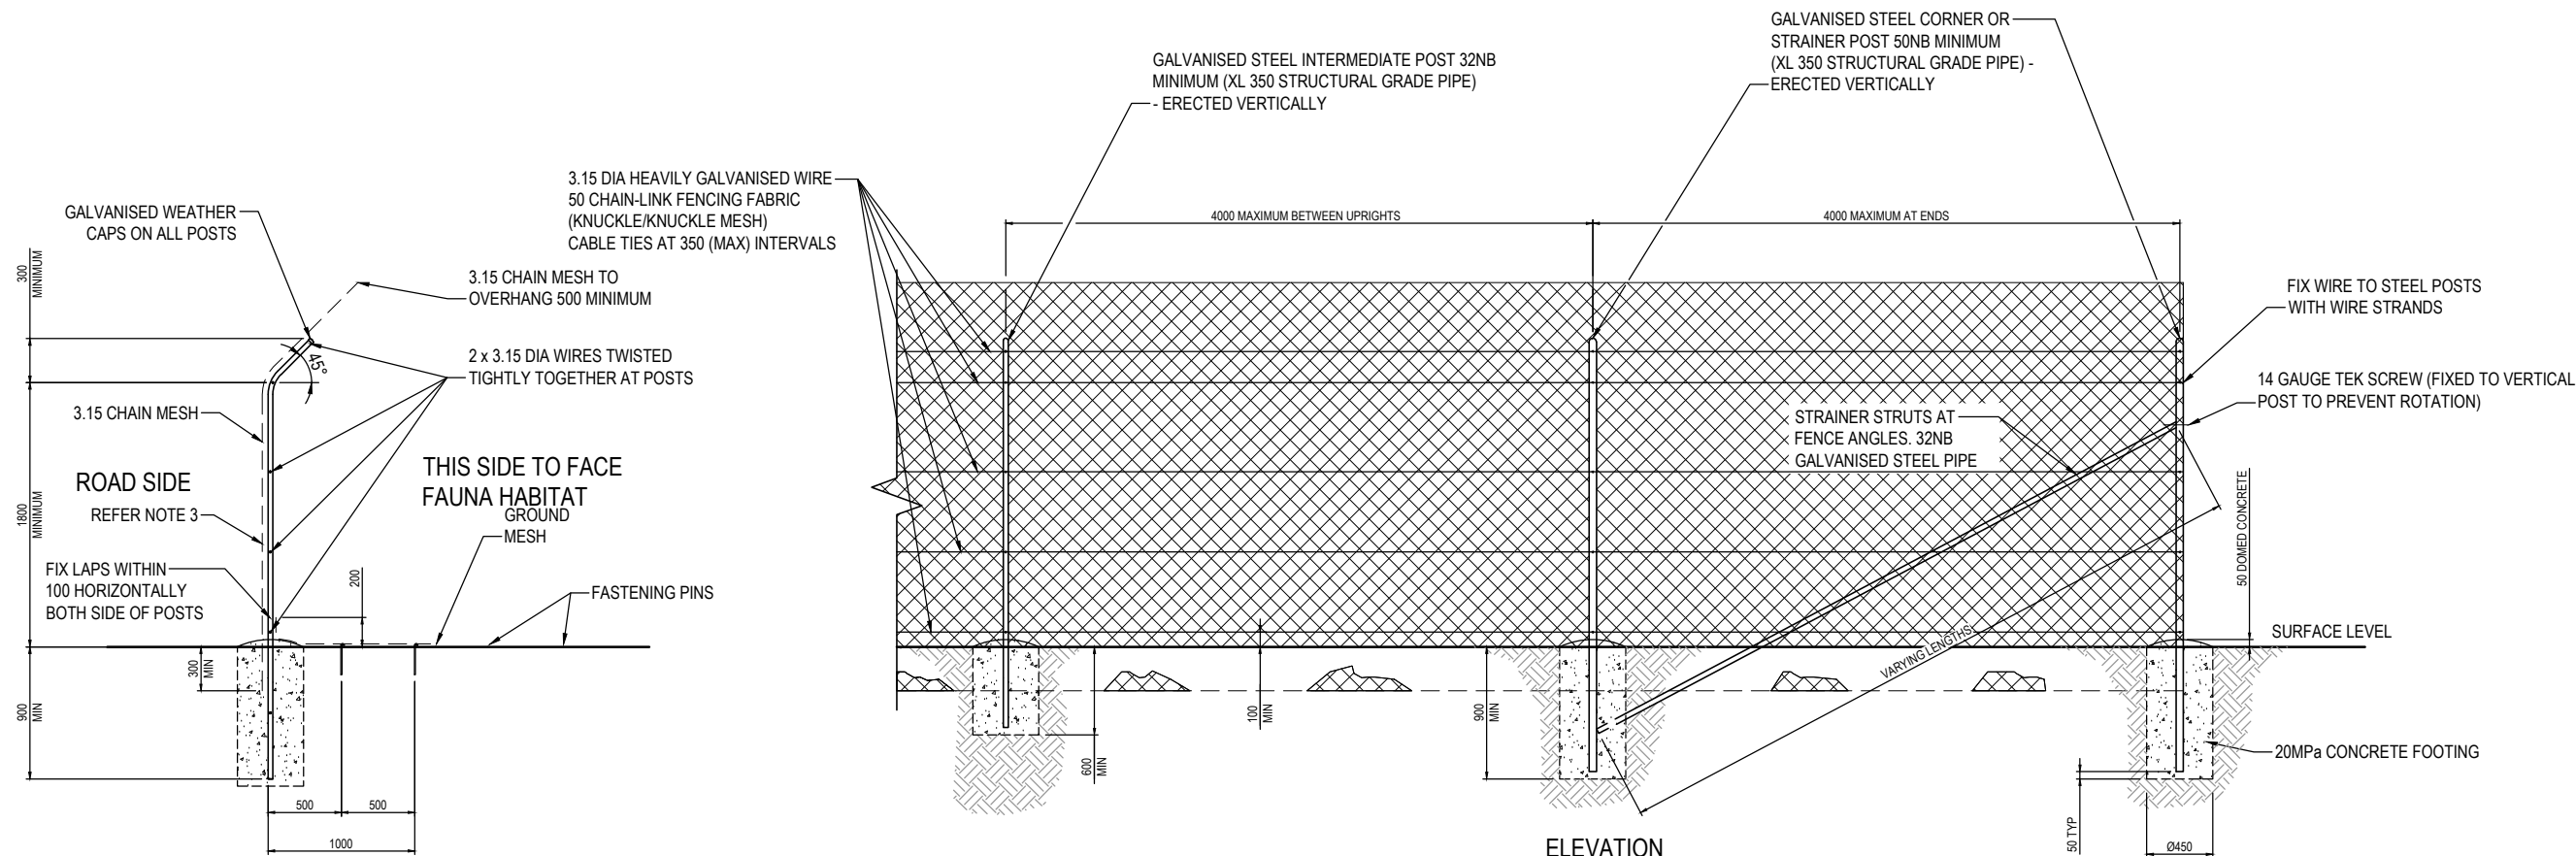 GALVANISED STEEL CORNER OR
STRAINER POST 50NB MINIMUM
(XL 350 STRUCTURAL GRADE PIPE) -
ERECTED VERTICALLY
GALVANISED STEEL INTERMEDIATE POST 32NB
MINIMUM (XL 350 STRUCTURAL GRADE PIPE)
- ERECTED VERTICALLY
3.15 DIA HEAVILY GALVANISED WIRE
50 CHAIN-LINK FENCING FABRIC
(KNUCKLE/KNUCKLE MESH)
CABLE TIES AT 350 (MAX) INTERVALS
GALVANISED WEATHER
CAPS ON ALL POSTS
4000 MAXIMUM BETWEEN UPRIGHTS
4000 MAXIMUM AT ENDS
300
MINIMUM
3.15 CHAIN MESH TO
OVERHANG 500 MINIMUM
FIX WIRE TO STEEL POSTS
WITH WIRE STRANDS
45°
2 x 3.15 DIA WIRES TWISTED
TIGHTLY TOGETHER AT POSTS
14 GAUGE TEK SCREW (FIXED TO VERTICAL
POST TO PREVENT ROTATION)
3.15 CHAIN MESH
STRAINER STRUTS AT
FENCE ANGLES. 32NB
GALVANISED STEEL PIPE
ROAD SIDE
THIS SIDE TO FACE
FAUNA HABITAT
REFER NOTE 3
GROUND
MESH
1800
MINIMUM
50 DOMED CONCRETE
FIX LAPS WITHIN
100 HORIZONTALLY
BOTH SIDE OF POSTS
200
FASTENING PINS
SURFACE LEVEL
VARYING LENGTHS
300
MIN
900
MIN
100
MIN
900
MIN
600
MIN
20MPa CONCRETE FOOTING
500
500
1000
50 TYP
Ø450
ELEVATION